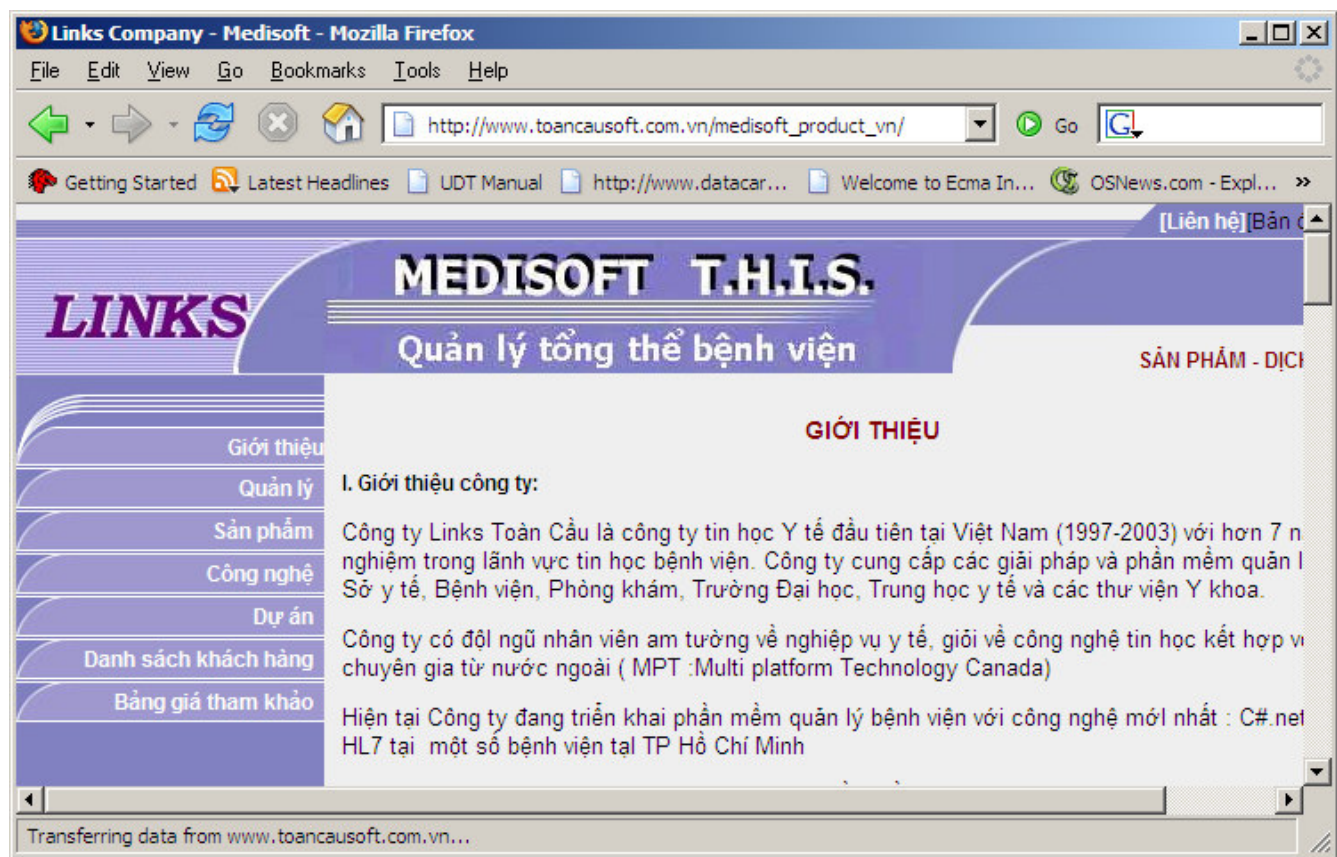 Links Company - Medisoft - Mozilla Firefox
File Edit View Go Bookmarks Tools Help
http://www.toancausoft.com.vn/medisoft_product_vn/ Go G
Getting Started Latest Headlines UDT Manual http://www.datacar... Welcome to Ecma In... OSNews.com - Expl... »
[Liên hệ][Bản
LINKS
MEDISOFT T.H.I.S.
Quản lý tổng thể bệnh viện
SẢN PHẨM - DỊCH
Giới thiệu
Quản lý
Sản phẩm
Công nghệ
Dự án
Danh sách khách hàng
Bảng giá tham khảo
GIỚI THIỆU
I. Giới thiệu công ty:
Công ty Links Toàn Cầu là công ty tin học Y tế đầu tiên tại Việt Nam (1997-2003) với hơn 7 n
nghiệm trong lãnh vực tin học bệnh viện. Công ty cung cấp các giải pháp và phần mềm quản l
Sở y tế, Bệnh viện, Phòng khám, Trường Đại học, Trung học y tế và các thư viện Y khoa.
Công ty có độl ngũ nhân viên am tường về nghiệp vụ y tế, giỏi về công nghệ tin học kết hợp vớ
chuyên gia từ nước ngoài ( MPT :Multi platform Technology Canada)
Hiện tại Công ty đang triển khai phần mềm quản lý bệnh viện với công nghệ mớl nhất : C#.net
HL7 tại một số bệnh viện tạl TP Hồ Chí Minh
Transferring data from www.toancausoft.com.vn...